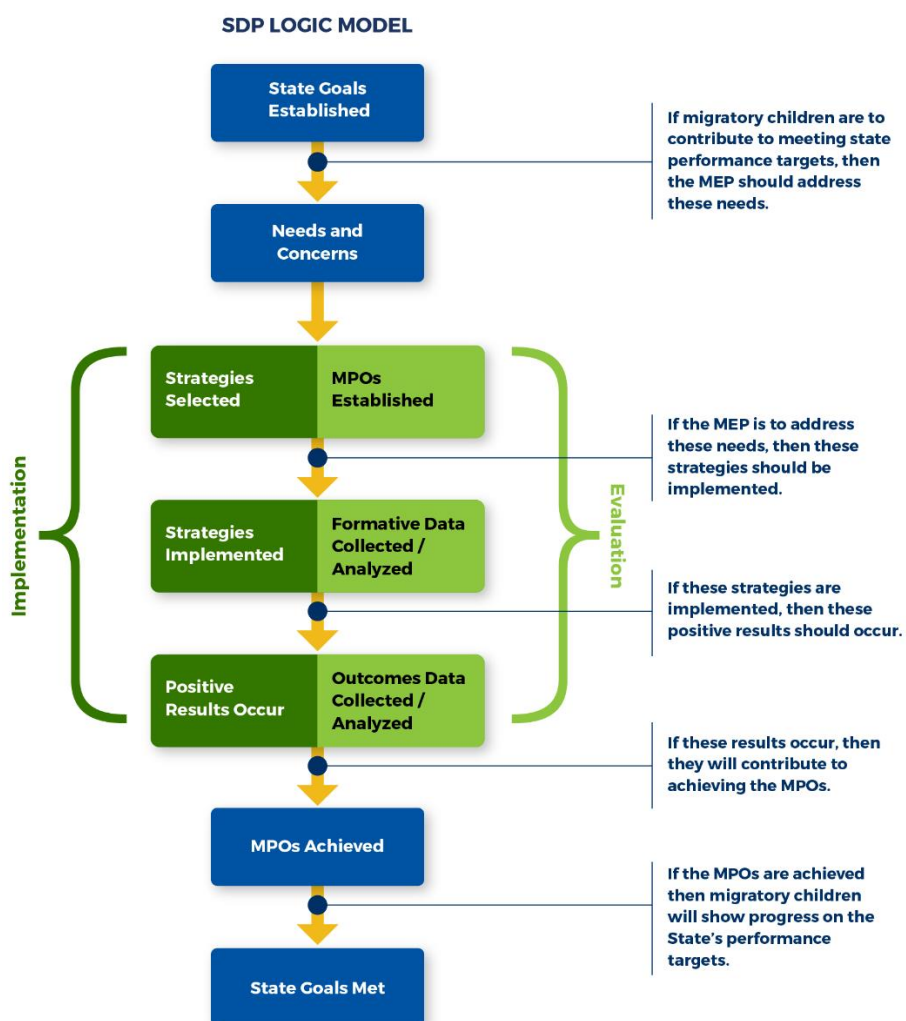 SDP LOGIC MODEL
State Goals
Established
If migratory children are to
contribute to meeting state
performance targets, then
the MEP should address
these needs.
Needs and
Concerns
Implementation
Strategies
Selected
MPOs
Established
Evaluation
If the MEP is to address
these needs, then these
strategies should be
implemented.
Strategies
Implemented
Formative Data
Collected /
Analyzed
If these strategies are
implemented, then these
positive results should occur.
Positive
Results Occur
Outcomes Data
Collected /
Analyzed
If these results occur, then
they will contribute to
achieving the MPOs.
MPOs Achieved
If the MPOs are achieved
then migratory children
will show progress on the
State’s performance
targets.
State Goals Met